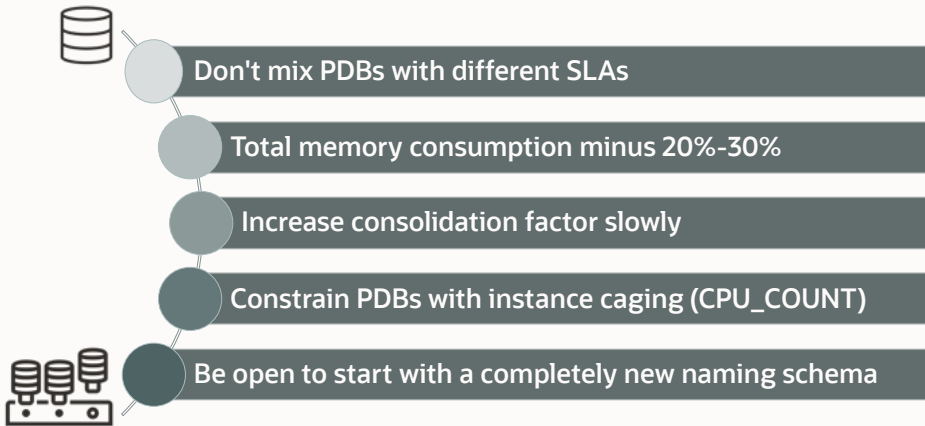 Don't mix PDBs with different SLAs
Total memory consumption minus 20%-30%
Increase consolidation factor slowly
Constrain PDBs with instance caging (CPU_COUNT)
Be open to start with a completely new naming schema